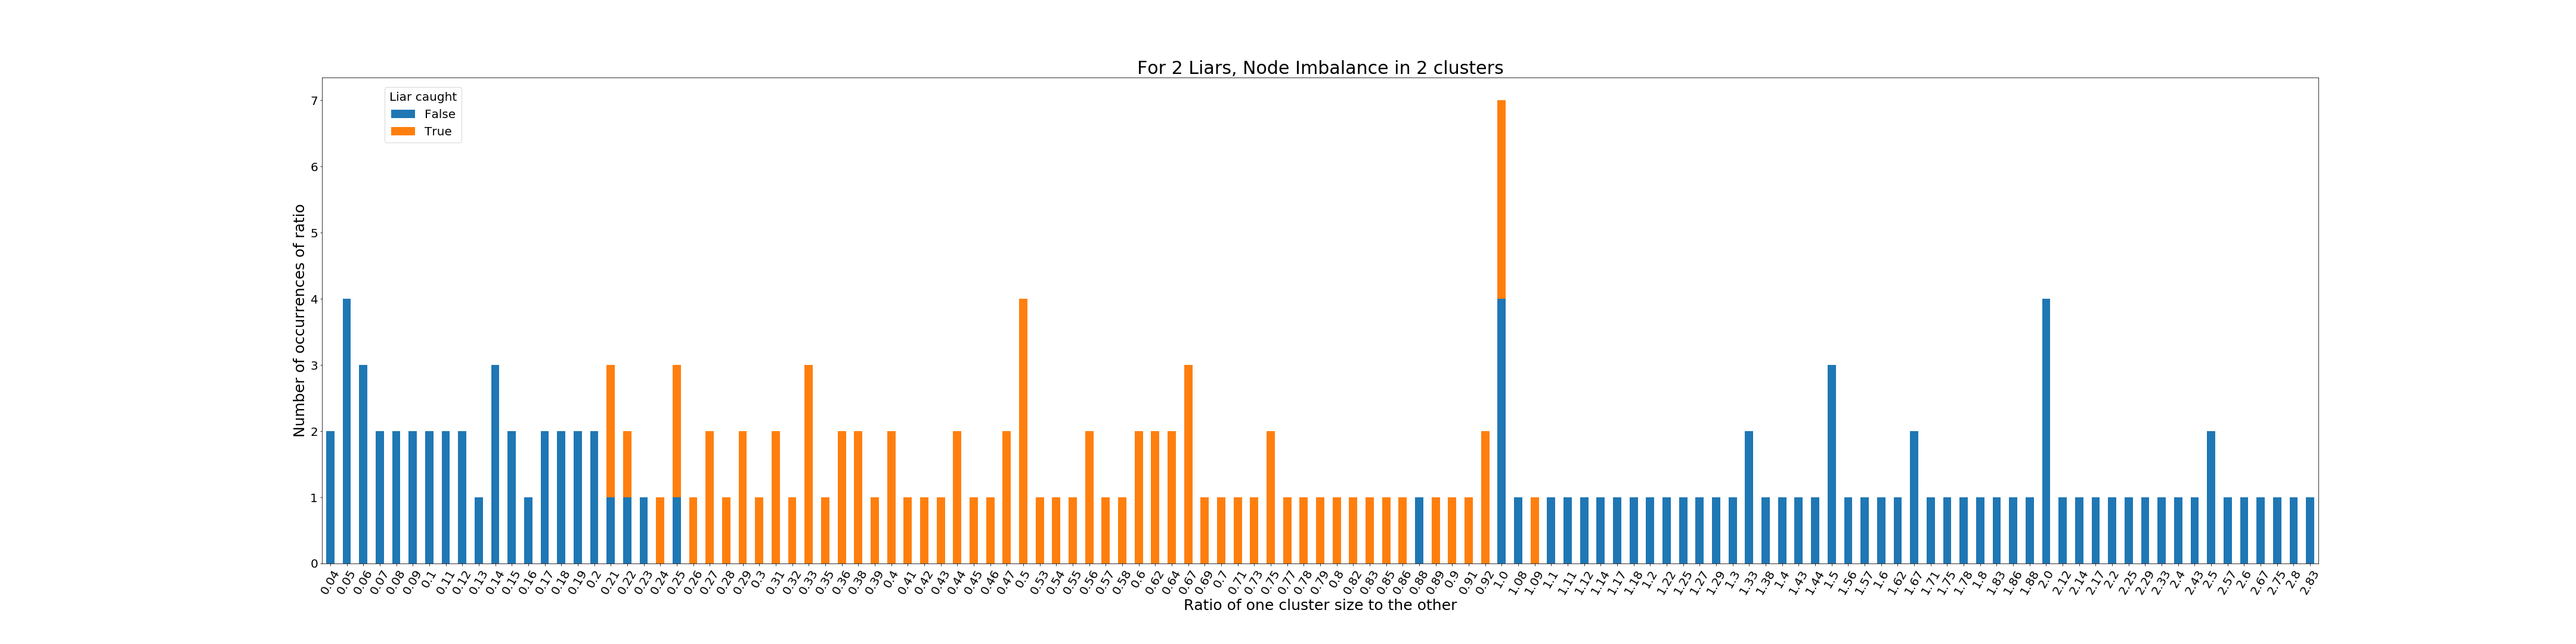 For 2 Liars, Node Imbalance in 2 clusters
Liar caught
False
True
Number of occurrences of ratio
7
6
5
4
3
2
1
0
0.04 0.05 0.06 0.07 0.08 0.09 0.1 0.11 0.12 0.13 0.14 0.15 0.16 0.17 0.18 0.19 0.2 0.21 0.22 0.23 0.24 0.25 0.26 0.27 0.28 0.29 0.3 0.31 0.32 0.33 0.35 0.36 0.38 0.39 0.4 0.41 0.42 0.43 0.44 0.45 0.46 0.47 0.5 0.53 0.54 0.55 0.56 0.57 0.58 0.6 0.62 0.64 0.67 0.69 0.7 0.71 0.73 0.75 0.77 0.78 0.79 0.8 0.82 0.83 0.85 0.86 0.88 0.89 0.9 0.91 0.92 1.0 1.08 1.09 1.1 1.11 1.12 1.14 1.17 1.18 1.2 1.22 1.25 1.27 1.29 1.3 1.33 1.38 1.4 1.43 1.44 1.5 1.56 1.57 1.6 1.62 1.67 1.71 1.75 1.78 1.8 1.83 1.86 1.88 2.0 2.12 2.14 2.17 2.2 2.25 2.29 2.33 2.4 2.43 2.5 2.57 2.6 2.67 2.75 2.8 2.83
Ratio of one cluster size to the other